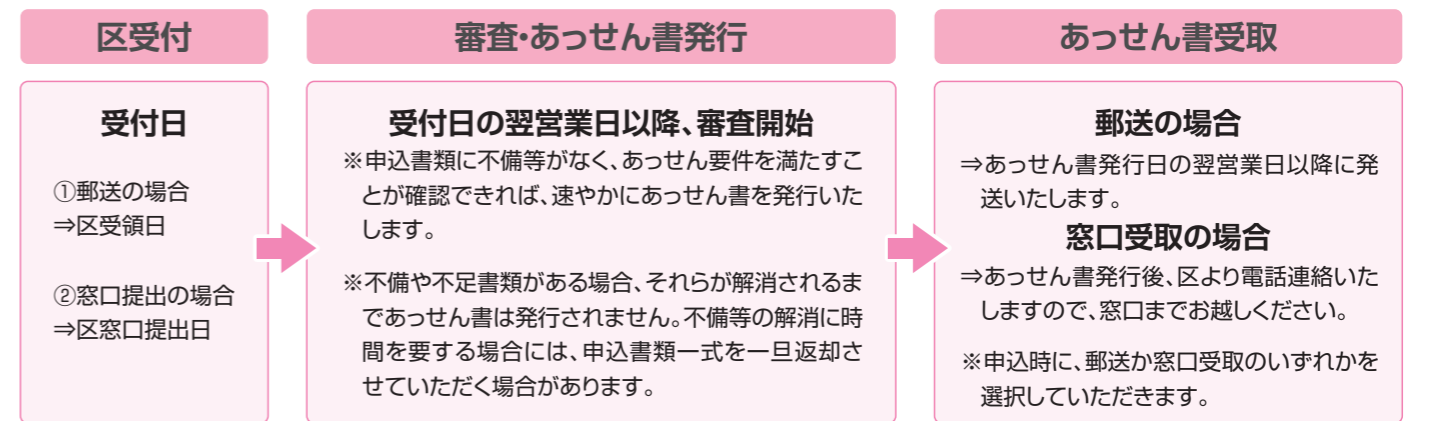 区受付
受付日
①郵送の場合
⇒区受領日
②窓口提出の場合
⇒区窓口提出日
審査・あっせん書発行
受付日の翌営業日以降、審査開始
※申込書類に不備等がなく、あっせん要件を満たすこ
とが確認できれば、速やかにあっせん書を発行いた
します。
※不備や不足書類がある場合、それらが解消されるま
であっせん書は発行されません。不備等の解消に時
間を要する場合には、申込書類一式を一旦返却さ
せていただく場合があります。
あっせん書受取
郵送の場合
⇒あっせん書発行日の翌営業日以降に発
送いたします。
窓口受取の場合
⇒あっせん書発行後、区より電話連絡いた
しますので、窓口までお越しください。
※申込時に、郵送か窓口受取のいずれかを
選択していただきます。